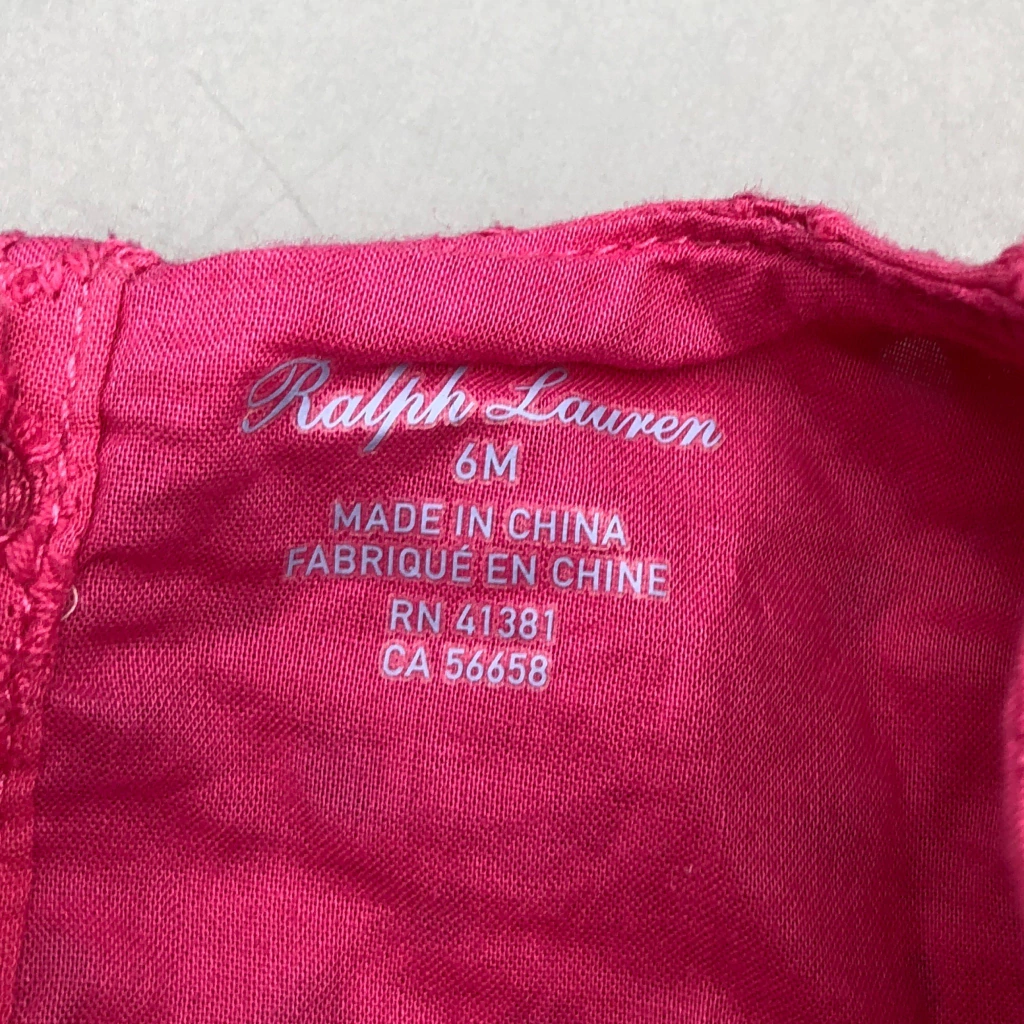 Ralph Lauren
6M
MADE IN CHINA
FABRIQUÉ EN CHINE
RN 41381
CA 56658